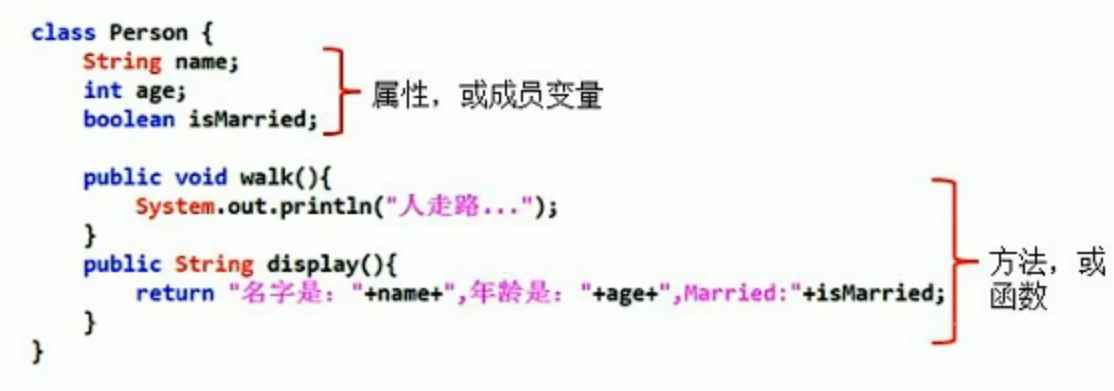 class Person {
String name;
int age;
boolean isMarried;
属性，或成员变量
public void walk(){
System.out.println("人走路...");
}
public String display(){
return "名字是："+name+",年龄是："+age+",Married:"+isMarried;
}
}
方法，或
函数